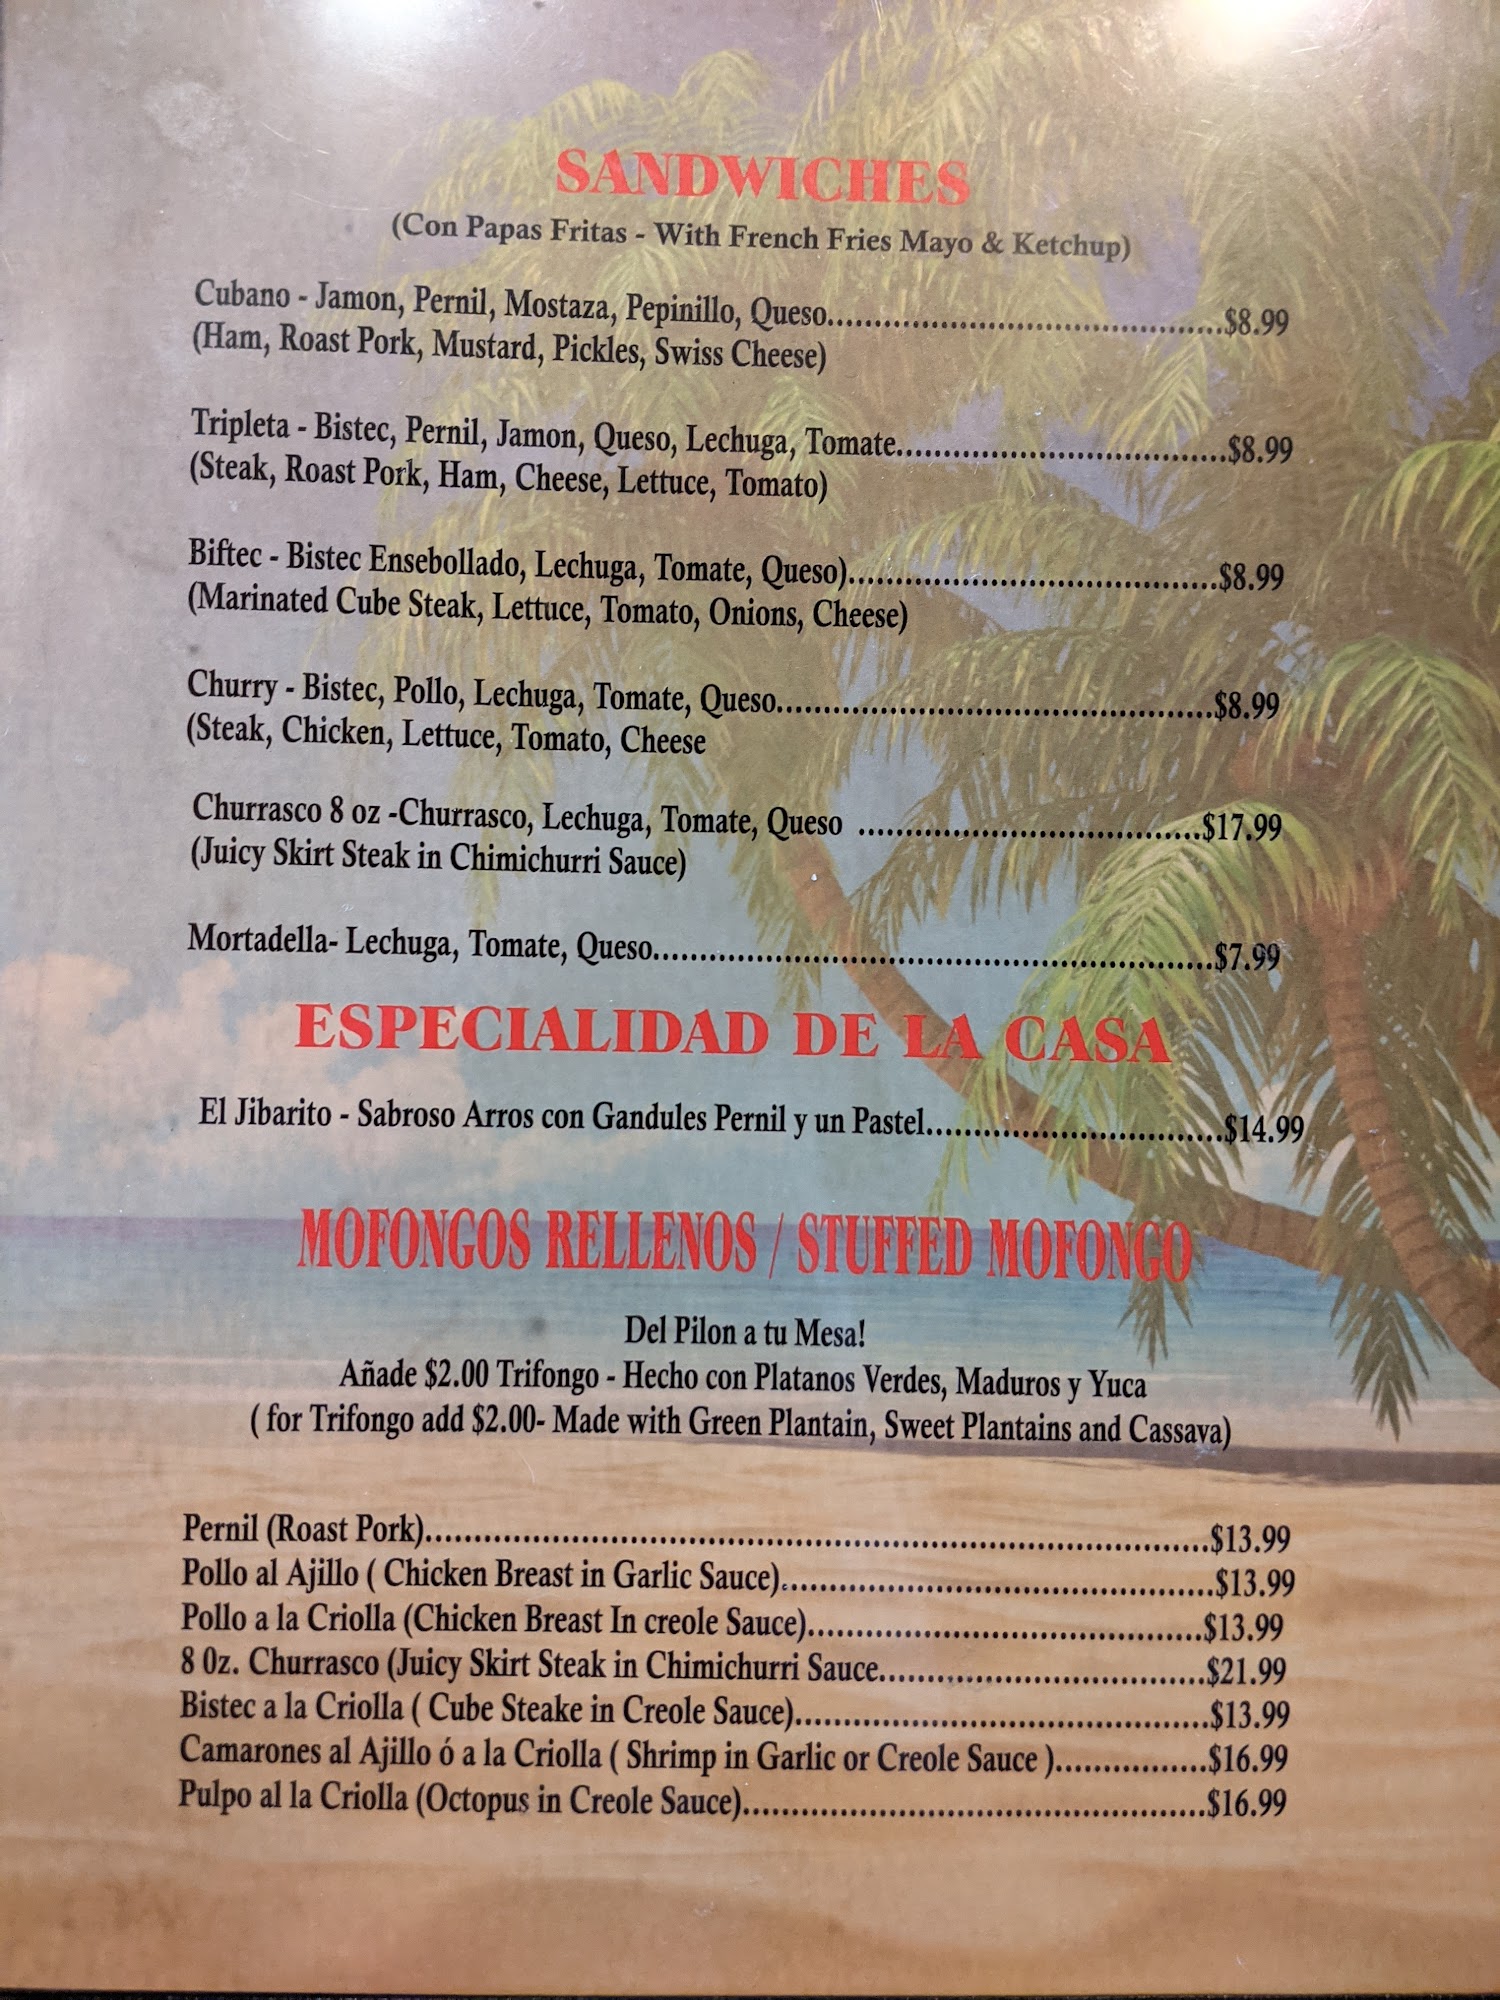 SANDWICHES
(Con Papas Fritas - With French Fries Mayo & Ketchup)
Cubano - Jamon, Pernil, Mostaza, Pepinillo, Queso..........................................$8.99
(Ham, Roast Pork, Mustard, Pickles, Swiss Cheese)
Tripleta - Bistec, Pernil, Jamon, Queso, Lechuga, Tomate...................................$8.99
(Steak, Roast Pork, Ham, Cheese, Lettuce, Tomato)
Biftec - Bistec Ensebollado, Lechuga, Tomate, Queso).......................................$8.99
(Marinated Cube Steak, Lettuce, Tomato, Onions, Cheese)
Churry - Bistec, Pollo, Lechuga, Tomate, Queso..............................................$8.99
(Steak, Chicken, Lettuce, Tomato, Cheese
Churrasco 8 oz -Churrasco, Lechuga, Tomate, Queso ....................................$17.99
(Juicy Skirt Steak in Chimichurri Sauce)
Mortadella- Lechuga, Tomate, Queso...........................................................$7.99
ESPECIALIDAD DE LA CASA
El Jibarito - Sabroso Arros con Gandules Pernil y un Pastel...............................$14.99
MOFONGOS RELLENOS / STUFFED MOFONGO
Del Pilon a tu Mesa!
Añade $2.00 Trifongo - Hecho con Platanos Verdes, Maduros y Yuca
( for Trifongo add $2.00- Made with Green Plantain, Sweet Plantains and Cassava)
Pernil (Roast Pork)..................................................................................$13.99
Pollo al Ajillo ( Chicken Breast in Garlic Sauce).............................................$13.99
Pollo a la Criolla (Chicken Breast In creole Sauce)..........................................$13.99
8 Oz. Churrasco (Juicy Skirt Steak in Chimichurri Sauce..................................$21.99
Bistec a la Criolla ( Cube Steake in Creole Sauce)...........................................$13.99
Camarones al Ajillo ó a la Criolla ( Shrimp in Garlic or Creole Sauce )................$16.99
Pulpo al la Criolla (Octopus in Creole Sauce)................................................$16.99